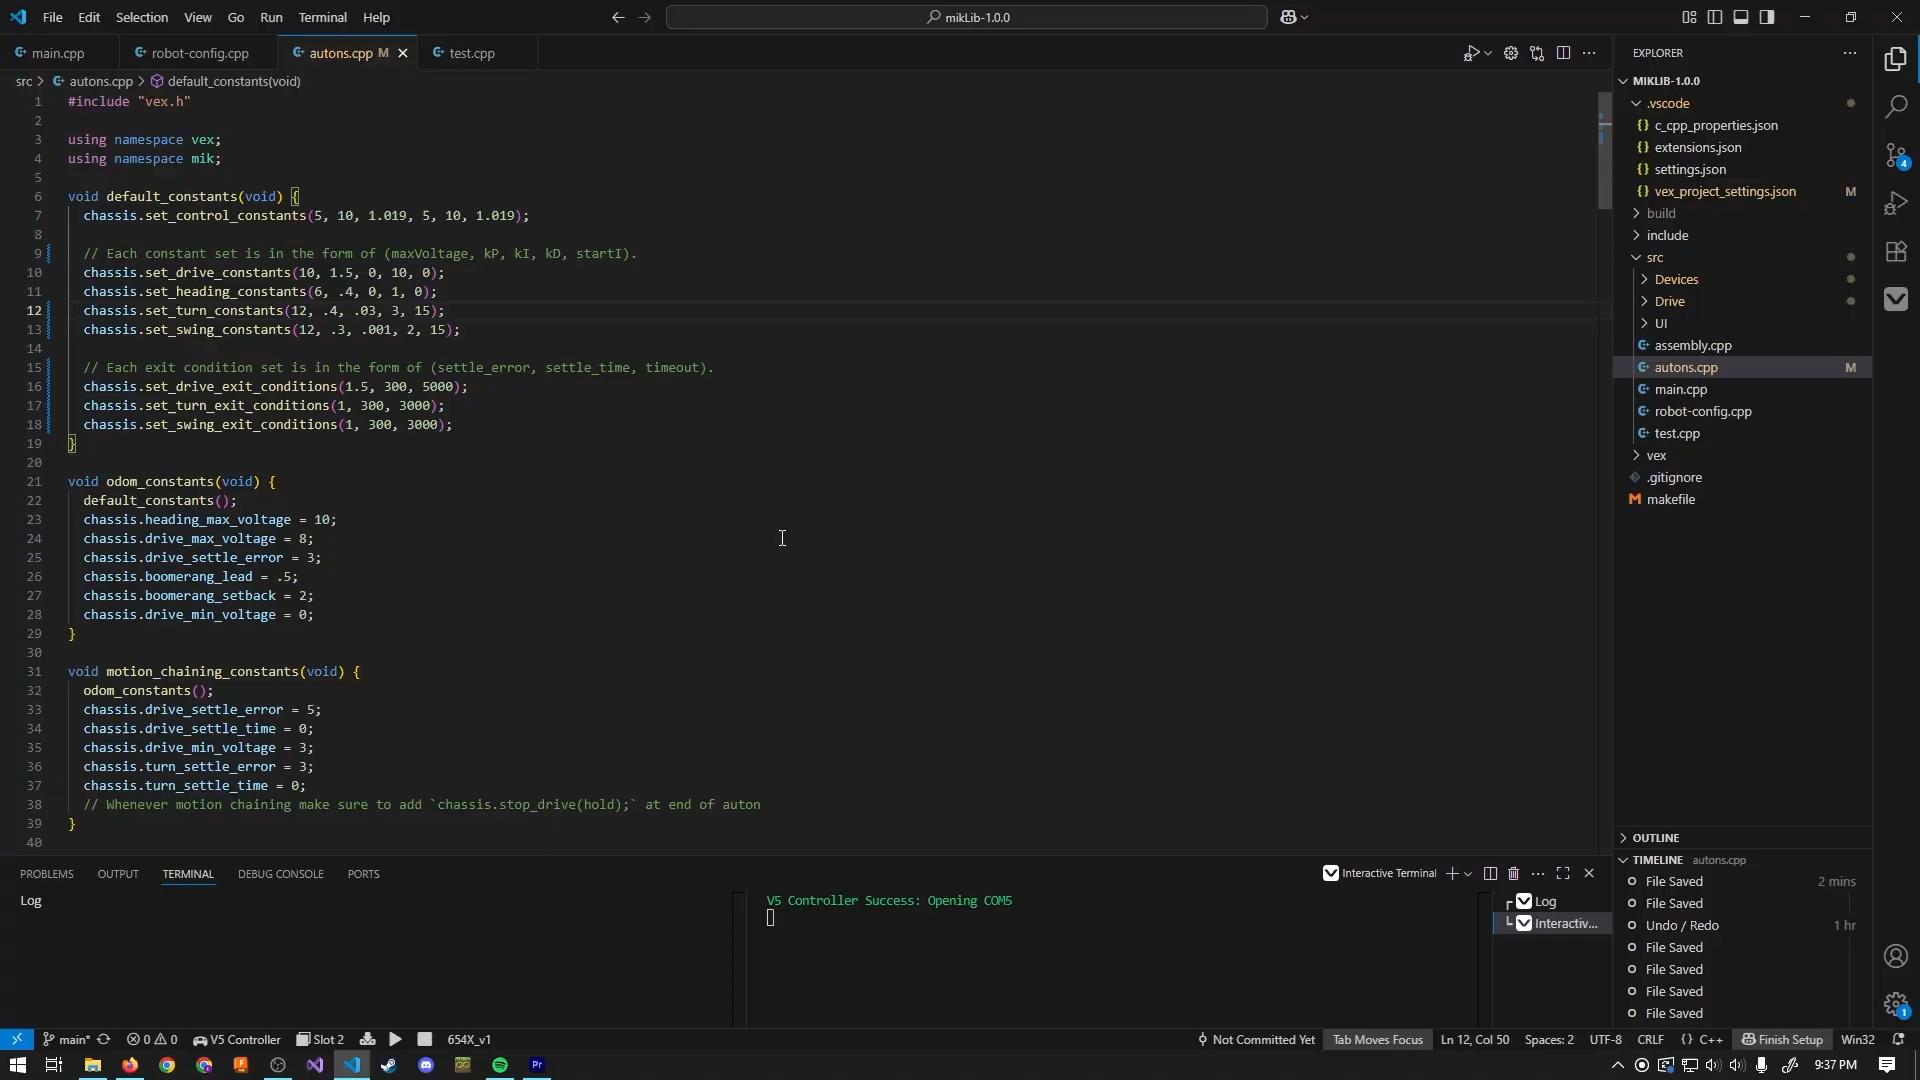 File Edit Selection View Go Run Terminal Help
mikLib-1.0.0
main.cpp robot-config.cpp autons.cpp M test.cpp
src > autons.cpp > default_constants(void)
1 #include "vex.h"
2
3 using namespace vex;
4 using namespace mik;
5
6 void default_constants(void) {
7 chassis.set_control_constants(5, 10, 1.019, 5, 10, 1.019);
8
9 // Each constant set is in the form of (maxVoltage, kP, kI, kD, startI).
10 chassis.set_drive_constants(10, 1.5, 0, 10, 0);
11 chassis.set_heading_constants(6, .4, 0, 1, 0);
12 chassis.set_turn_constants(12, .4, .03, 3, 15);
13 chassis.set_swing_constants(12, .3, .001, 2, 15);
14
15 // Each exit condition set is in the form of (settle_error, settle_time, timeout).
16 chassis.set_drive_exit_conditions(1.5, 300, 5000);
17 chassis.set_turn_exit_conditions(1, 300, 3000);
18 chassis.set_swing_exit_conditions(1, 300, 3000);
19 }
20
21 void odom_constants(void) {
22 default_constants();
23 chassis.heading_max_voltage = 10;
24 chassis.drive_max_voltage = 8;
25 chassis.drive_settle_error = 3;
26 chassis.boomerang_lead = .5;
27 chassis.boomerang_setback = 2;
28 chassis.drive_min_voltage = 0;
29 }
30
31 void motion_chaining_constants(void) {
32 odom_constants();
33 chassis.drive_settle_error = 5;
34 chassis.drive_settle_time = 0;
35 chassis.drive_min_voltage = 3;
36 chassis.turn_settle_error = 3;
37 chassis.turn_settle_time = 0;
38 // Whenever motion chaining make sure to add `chassis.stop_drive(hold);` at end of auton
39 }
40
PROBLEMS OUTPUT TERMINAL DEBUG CONSOLE PORTS
Interactive Terminal
Log
V5 Controller Success: Opening COM5
Log
Interactiv...
EXPLORER
MIKLIB-1.0.0
.vscode
c_cpp_properties.json
extensions.json
settings.json
vex_project_settings.json M
build
include
src
Devices
Drive
UI
assembly.cpp
autons.cpp M
main.cpp
robot-config.cpp
test.cpp
vex
.gitignore
makefile
OUTLINE
TIMELINE autons.cpp
File Saved 2 mins
File Saved
Undo / Redo 1 hr
File Saved
File Saved
File Saved
File Saved
4
1
main* 0 0 V5 Controller Slot 2 654X_v1
Not Committed Yet Tab Moves Focus Ln 12, Col 50 Spaces: 2 UTF-8 CRLF {} C++ Finish Setup Win32
Pr
9:37 PM